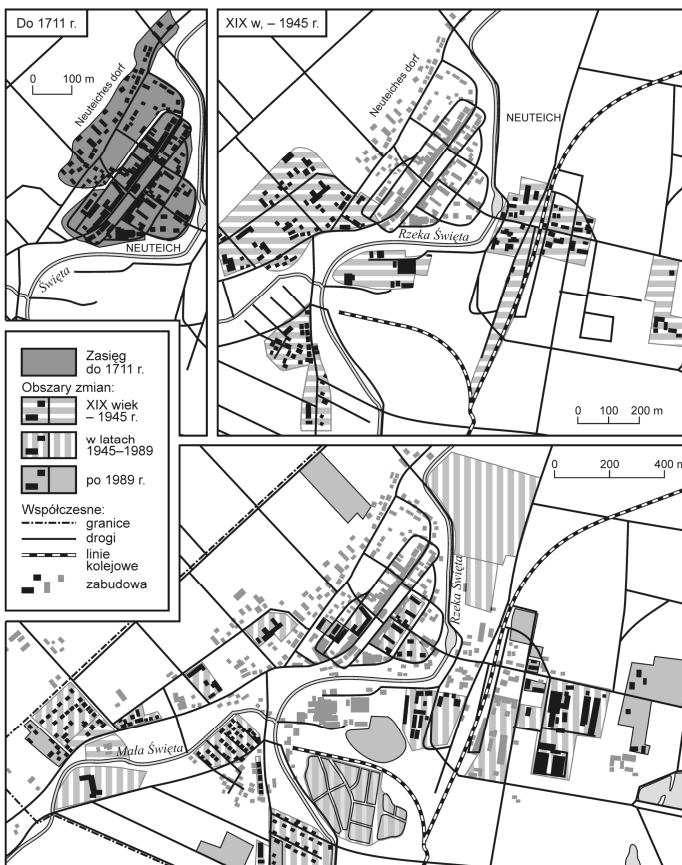 Do 1711 r.
0 100 m
Neuteiches dorf
NEUTEICH
Święta
XIX w, – 1945 r.
Neuteiches dorf
NEUTEICH
Rzeka Święta
0 100 200 m
Zasięg
do 1711 r.
Obszary zmian:
XIX wiek
– 1945 r.
w latach
1945–1989
po 1989 r.
Współczesne:
granice
drogi
linie
kolejowe
zabudowa
0 200 400 m
Rzeka Święta
Mała Święta